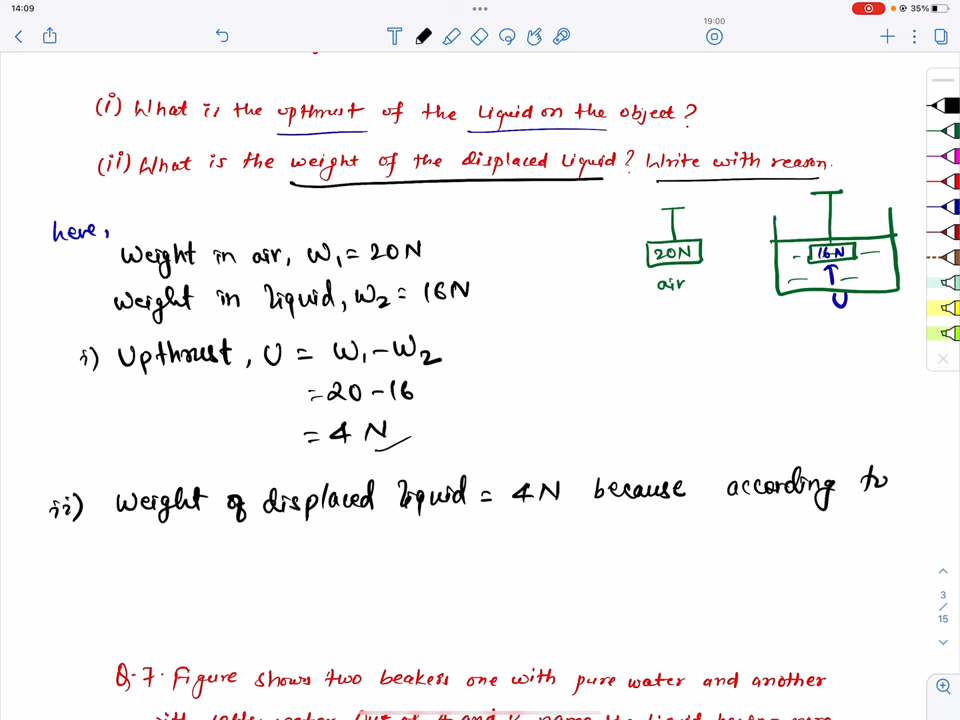 14:09
35%
19:00
(i) What is the upthrust of the liquid on the object?
(ii) What is the weight of the displaced liquid? Write with reason.
here,
Weight in air, W₁ = 20N
Weight in liquid, W₂ = 16N
20N
air
16N
U
i) Upthrust, U = W₁ - W₂
= 20 - 16
= 4 N
ii) Weight of displaced liquid = 4N because according to
3
/
15
Q.7. Figure shows two beakers one with pure water and another